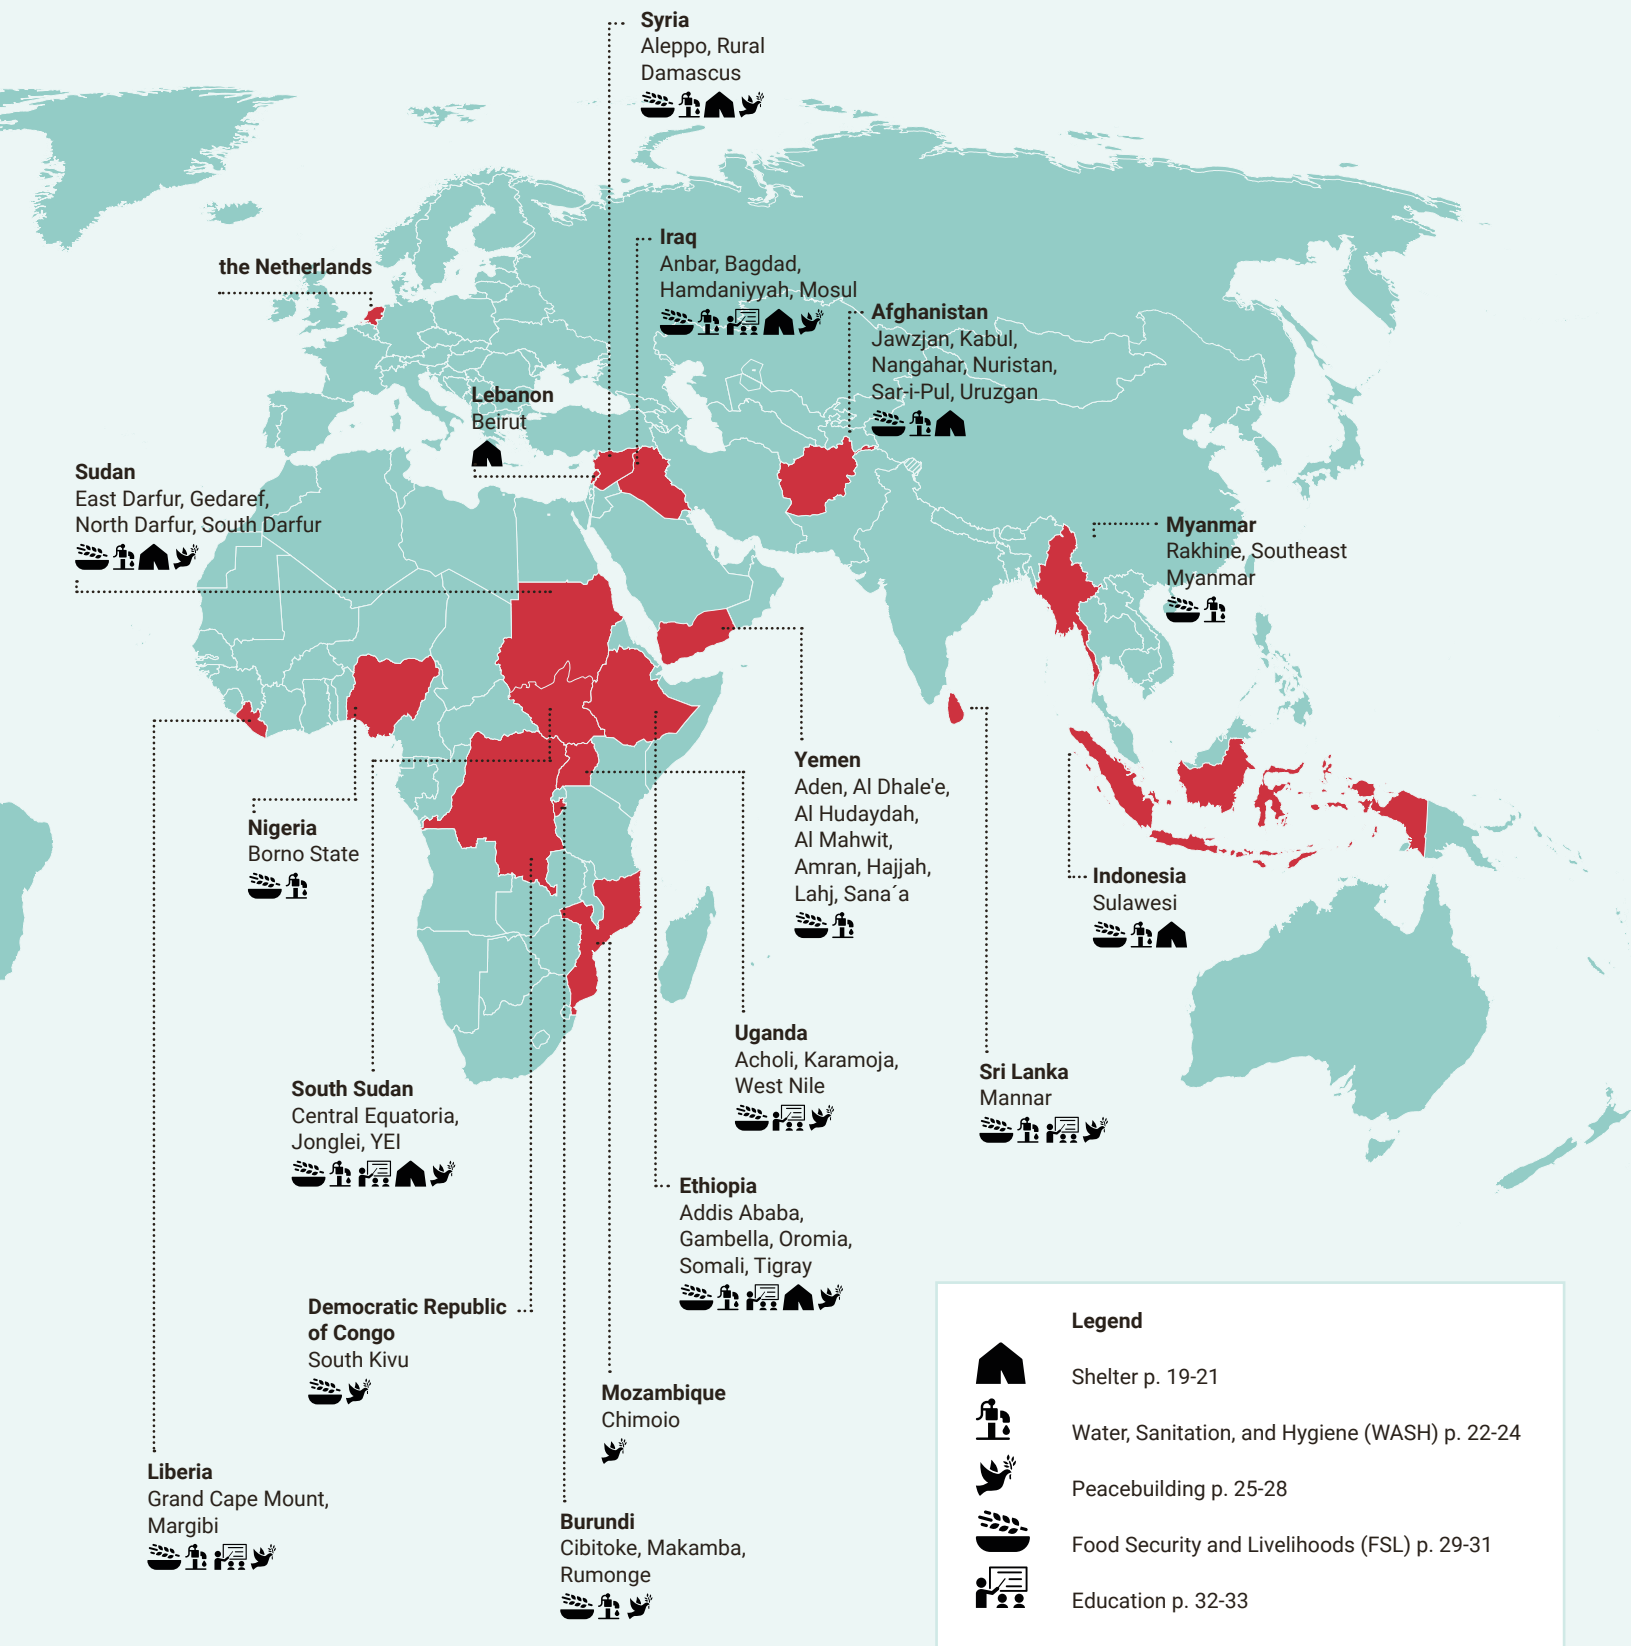 Syria
Aleppo, Rural
Damascus
Iraq
Anbar, Bagdad,
Hamdaniyyah, Mosul
the Netherlands
Afghanistan
Jawzjan, Kabul,
Nangahar, Nuristan,
Sar-i-Pul, Uruzgan
Lebanon
Beirut
Sudan
East Darfur, Gedaref,
North Darfur, South Darfur
Myanmar
Rakhine, Southeast
Myanmar
Yemen
Aden, Al Dhale'e,
Al Hudaydah,
Al Mahwit,
Amran, Hajjah,
Lahj, Sana´a
Nigeria
Borno State
Indonesia
Sulawesi
Uganda
Acholi, Karamoja,
West Nile
Sri Lanka
Mannar
South Sudan
Central Equatoria,
Jonglei, YEI
Ethiopia
Addis Ababa,
Gambella, Oromia,
Somali, Tigray
Democratic Republic
of Congo
South Kivu
Mozambique
Chimoio
Liberia
Grand Cape Mount,
Margibi
Burundi
Cibitoke, Makamba,
Rumonge
Legend
Shelter p. 19-21
Water, Sanitation, and Hygiene (WASH) p. 22-24
Peacebuilding p. 25-28
Food Security and Livelihoods (FSL) p. 29-31
Education p. 32-33